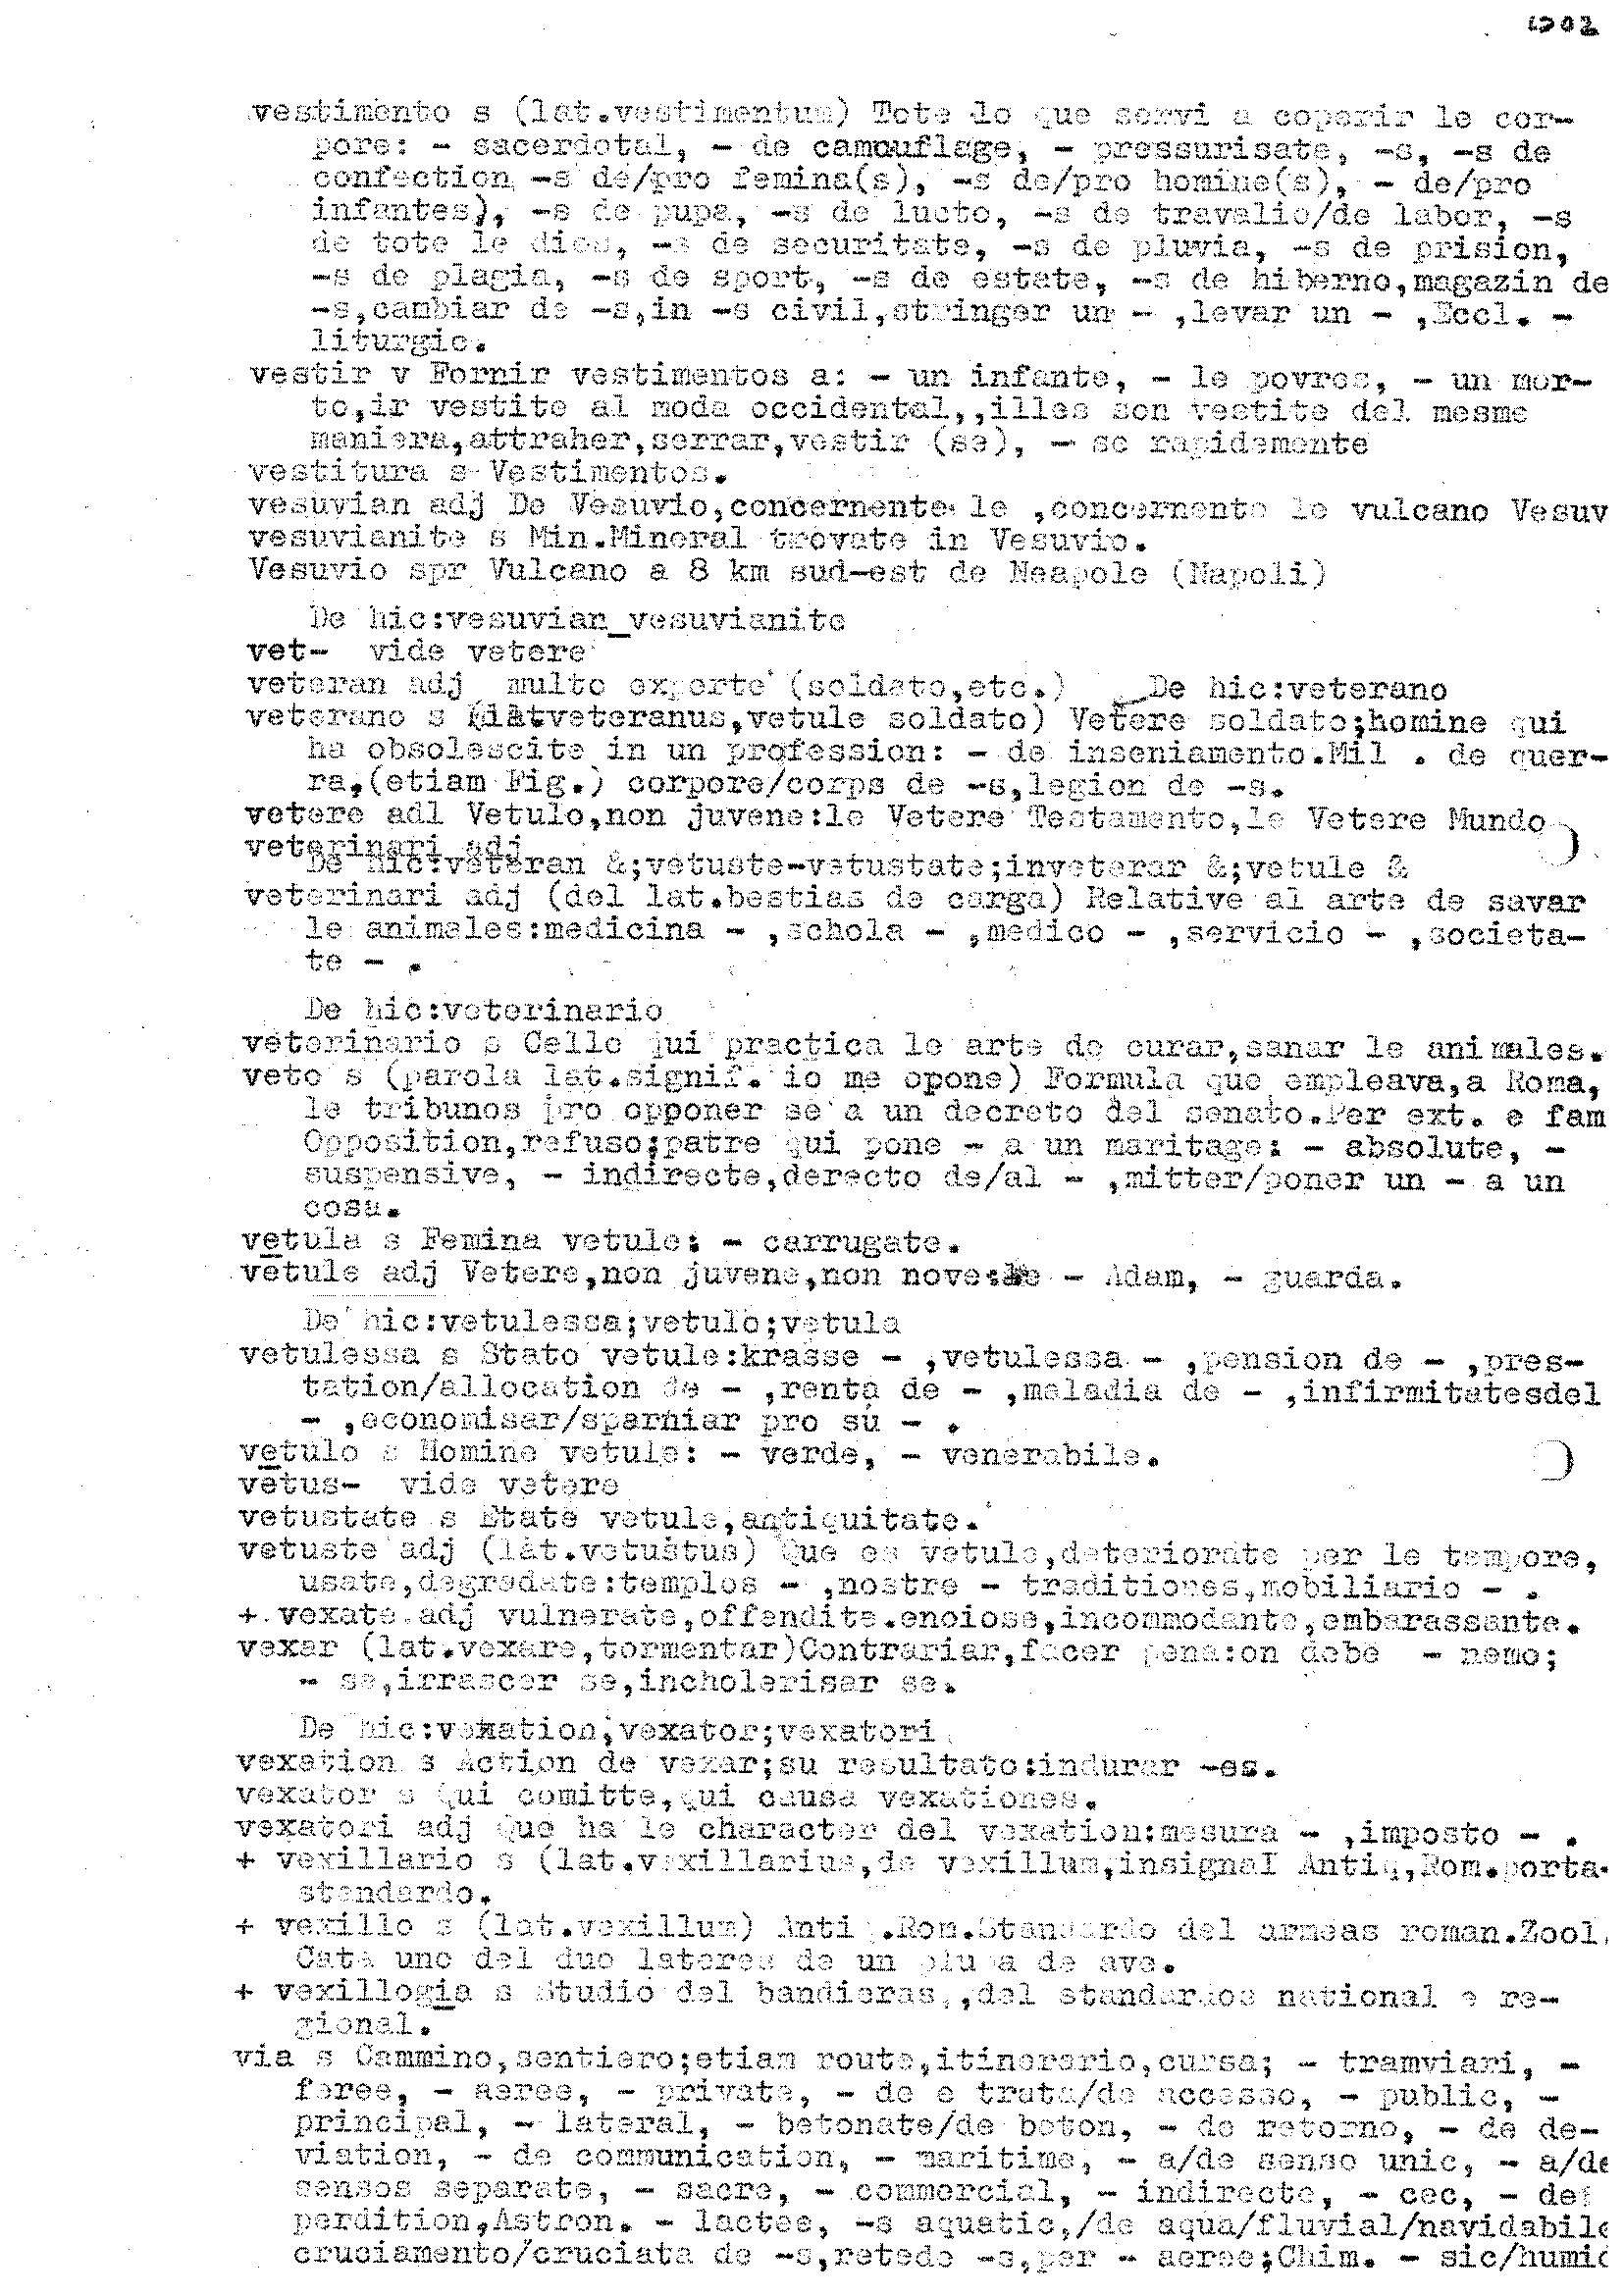 1202
vestimento s (lat.vestimentum) Tote lo que servi a coperir le cor-
pore: - sacerdotal, - de camouflage, - pressurisate, -s, -s de
confection -s de/pro femina(s), -s de/pro homine(s), - de/pro
infantes), -s de pupa, -s de lucto, -s de travalio/de labor, -s
de tote le dies, -s de securitate, -s de pluvia, -s de prision,
-s de plagia, -s de sport, -s de estate, -s de hiberno,magazin de
-s,cambiar de -s,in -s civil,stringer un - ,levar un - ,Eccl. -
liturgic.
vestir v Fornir vestimentos a: - un infante, - le povres, - un mor-
to,ir vestite al moda occidental,,illes son vestite del mesme
maniera,attraher,serrar,vestir (se), - se rapidemente
vestitura s Vestimentos.
vesuvian adj De Vesuvio,concernente le ,concernente le vulcano Vesuv
vesuvianite s Min.Mineral trovate in Vesuvio.
Vesuvio spr Vulcano a 8 km sud-est de Neapole (Napoli)
De hic:vesuvian_vesuvianite
vet- vide vetere
veteran adj multo experte (soldato,etc.) De hic:veterano
veterano s (latveteranus,vetule soldato) Vetere soldato;homine qui
ha obsolescite in un profession: - de inseniamento.Mil . de quer-
ra,(etiam Fig.) corpore/corps de -s,legion de -s.
vetere adl Vetulo,non juvene:le Vetere Testamento,le Vetere Mundo
veterinari adj
De hic:veteran &;vetuste-vetustate;inveterar &;vetule &
veterinari adj (del lat.bestias de carga) Relative al arte de savar
le animales:medicina - ,schola - ,medico - ,servicio - ,societa-
te - .
De hic:veterinario
veterinario s Celle qui practica le arte de curar,sanar le animales.
veto s (parola lat.signif. io me opone) Formula que empleava,a Roma,
le tribunos pro opponer se a un decreto del senato.Per ext. e fam
Opposition,refuso;patre qui pone - a un maritage: - absolute, -
suspensive, - indirecte,derecto de/al - ,mitter/poner un - a un
cosa.
vetula s Femina vetule: - carrugate.
vetule adj Vetere,non juvene,non nove:le - Adam, - guarda.
De hic:vetulessa;vetulo;vetula
vetulessa s Stato vetule:krasse - ,vetulessa - ,pension de - ,pres-
tation/allocation de - ,renta de - ,maladia de - ,infirmitatesdel
- ,economisar/sparniar pro su - .
vetulo s Homine vetule: - verde, - venerabile.
vetus- vide vetere
vetustate s State vetule,antiquitate.
vetuste adj (lat.vetustus) Que es vetule,deteriorate per le tempore,
usate,degradate:templos - ,nostre - traditiones,mobiliario - .
+ vexate adj vulnerate,offendite.enoiose,incommodante,embarassante.
vexar (lat.vexare,tormentar)Contrariar,facer pena:on debe - nemo;
- se,irrascer se,incholerisar se.
De hic:vexation;vexator;vexatori
vexation s Action de vexar;su resultato:indurar -es.
vexator s Qui comitte,qui causa vexationes.
vexatori adj Que ha le character del vexation:mesura - ,imposto - .
+ vexillario s (lat.vexillarius,de vexillum,insignaI Antiq,Rom.porta-
standardo.
+ vexillo s (lat.vexillum) Antiq.Rom.Standardo del armeas roman.Zool.
Cata uno del duo lateres de un pluma de ave.
+ vexillogia s Studio del bandieras,,del standardos national e re-
gional.
via s Cammino,sentiero;etiam route,itinerario,cursa; - tramviari, -
feree, - aeree, - private, - de e trata/de accesso, - public, -
principal, - lateral, - betonate/de beton, - de retorno, - de de-
viation, - de communication, - maritime, - a/de senso unic, - a/de
sensos separate, - sacre, - commercial, - indirecte, - cec, - de
perdition,Astron. - lactee, -s aquatic,/de aqua/fluvial/navidabile
cruciamento/cruciata de -s,retedo -s,per - aeree;Chim. - sic/humid